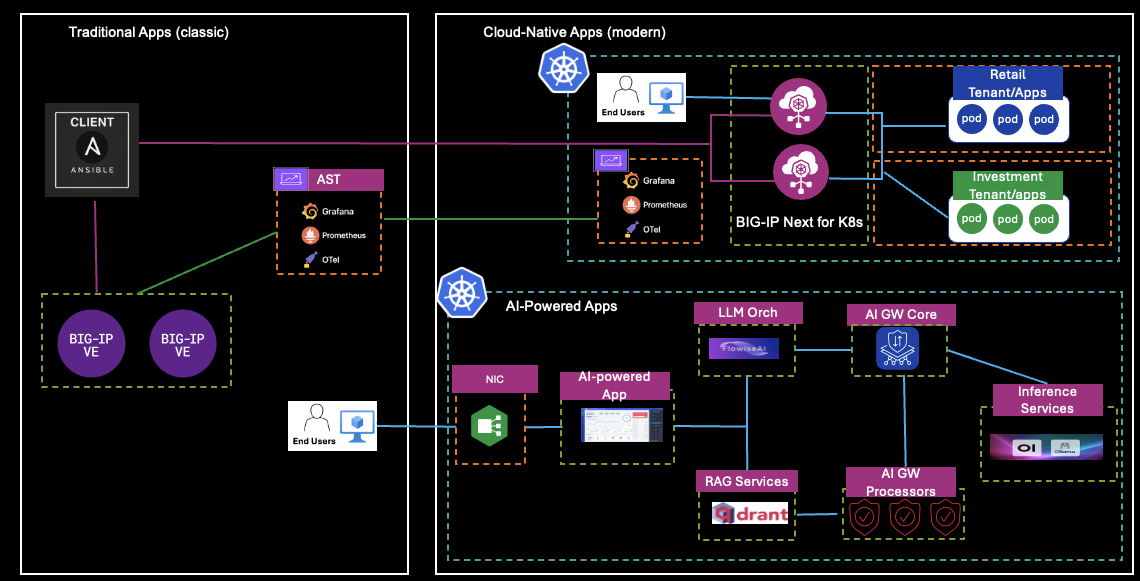 Traditional Apps (classic)
CLIENT
ANSIBLE
AST
Grafana
Prometheus
OTel
BIG-IP
VE
BIG-IP
VE
End Users
Cloud-Native Apps (modern)
End Users
Grafana
Prometheus
OTel
BIG-IP Next for K8s
Retail
Tenant/Apps
pod
pod
pod
Investment
Tenant/apps
pod
pod
pod
AI-Powered Apps
NIC
AI-powered
App
LLM Orch
FlowiseAI
AI GW Core
Inference
Services
OI
Ollama
RAG Services
qdrant
AI GW
Processors